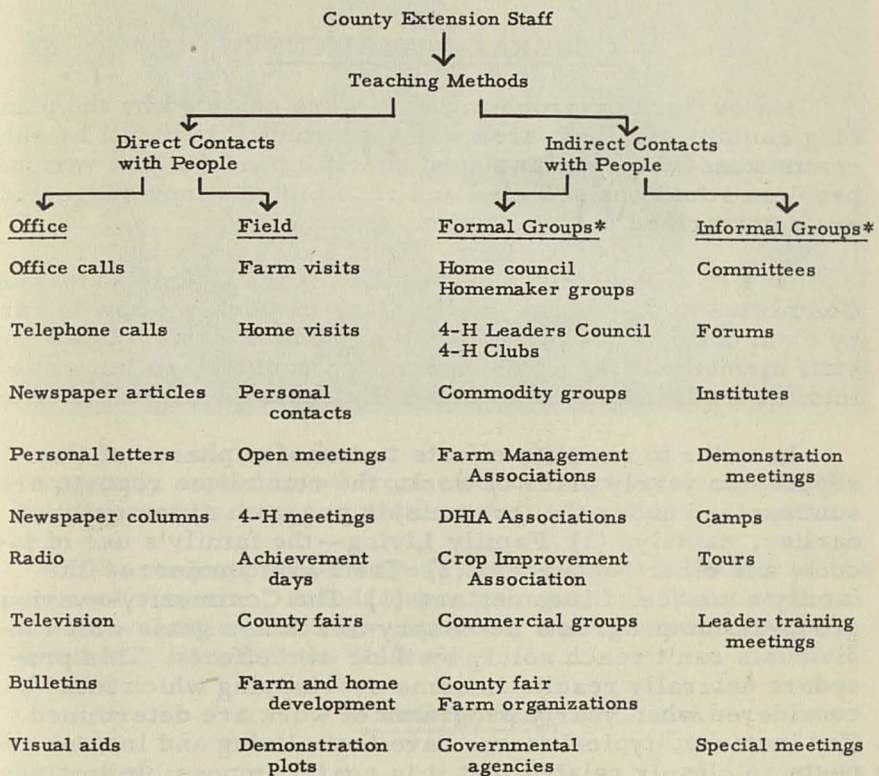 County Extension Staff
Teaching Methods
Direct Contacts
with People
Indirect Contacts
with People
Office Field Formal Groups* Informal Groups*
Office calls Farm visits Home council Committees
Homemaker groups
Telephone calls Home visits 4-H Leaders Council Forums
4-H Clubs
Newspaper articles Personal Commodity groups Institutes
contacts
Personal letters Open meetings Farm Management Demonstration
Associations meetings
Newspaper columns 4-H meetings DHIA Associations Camps
Radio Achievement Crop Improvement Tours
days Association
Television County fairs Commercial groups Leader training
meetings
Bulletins Farm and home County fair
development Farm organizations
Visual aids Demonstration Governmental Special meetings
plots agencies